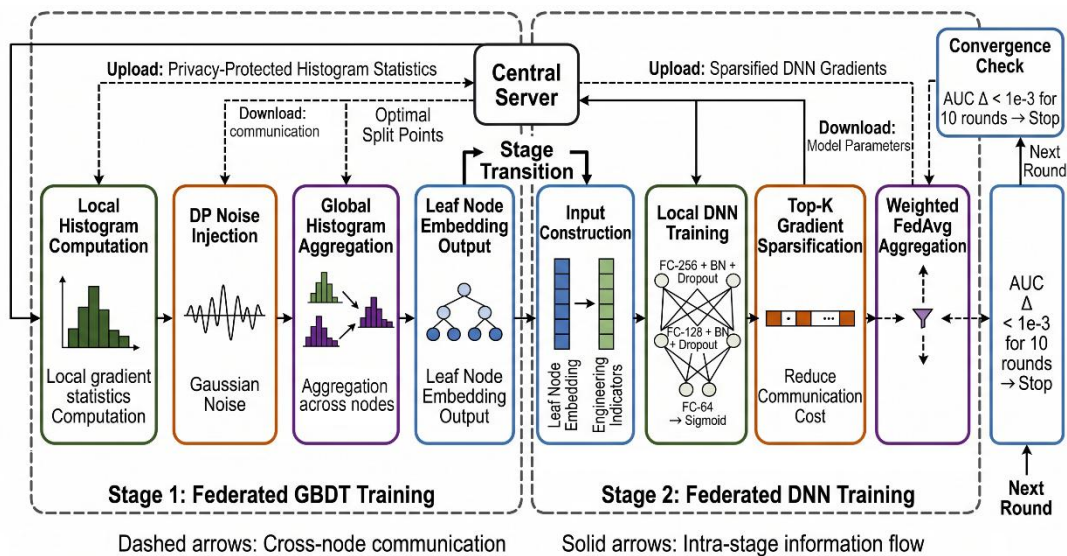 Central
Server
Upload: Privacy-Protected Histogram Statistics
Download:
communication
Optimal
Split Points
Stage
Transition
Upload: Sparsified DNN Gradients
Download:
Model Parameters
Convergence
Check
AUC Δ < 1e-3 for
10 rounds → Stop
Next
Round
Local
Histogram
Computation
Local gradient
statistics
Computation
DP Noise
Injection
Gaussian
Noise
Global
Histogram
Aggregation
Aggregation
across nodes
Leaf Node
Embedding
Output
Leaf Node
Embedding
Output
Input
Construction
Leaf Node
Embedding
Engineering
Indicators
Local DNN
Training
FC-256 + BN +
Dropout
FC-128 + BN
+ Dropout
FC-64
→ Sigmoid
Top-K
Gradient
Sparsification
...
Reduce
Communication
Cost
Weighted
FedAvg
Aggregation
AUC
Δ
< 1e-3
for 10
rounds
→ Stop
Next
Round
Stage 1: Federated GBDT Training
Stage 2: Federated DNN Training
Dashed arrows: Cross-node communication
Solid arrows: Intra-stage information flow